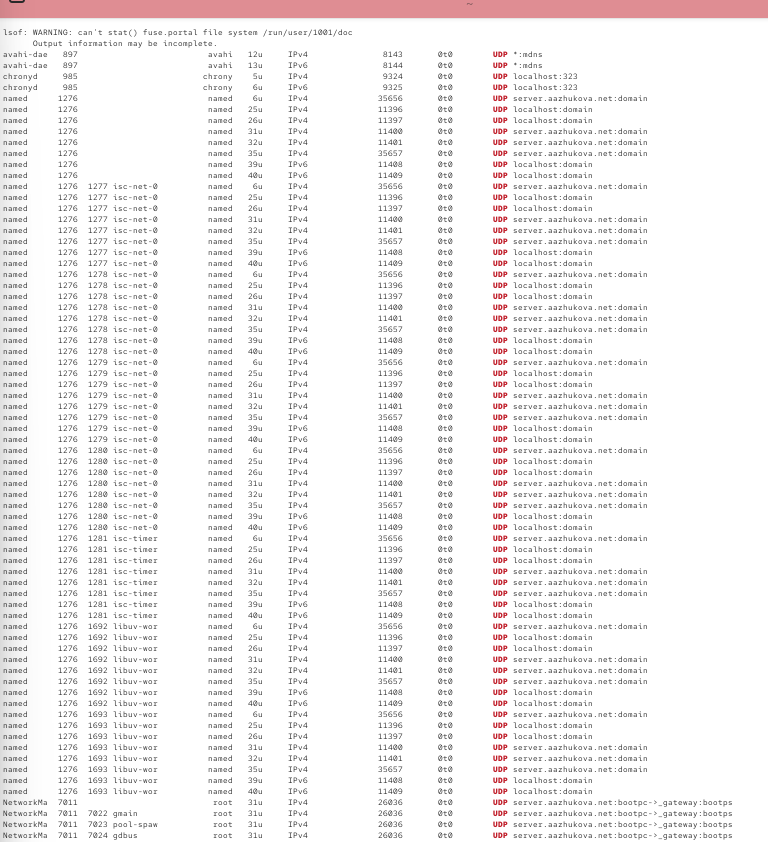 lsof: WARNING: can't stat() fuse.portal file system /run/user/1001/doc
      Output information may be incomplete.
avahi-dae  897                          avahi   12u     IPv4               8143       0t0        UDP *:mdns
avahi-dae  897                          avahi   13u     IPv6               8144       0t0        UDP *:mdns
chronyd    985                         chrony    5u     IPv4               9324       0t0        UDP localhost:323
chronyd    985                         chrony    6u     IPv6               9325       0t0        UDP localhost:323
named     1276                          named    6u     IPv4              35656       0t0        UDP server.aazhukova.net:domain
named     1276                          named   25u     IPv4              11396       0t0        UDP localhost:domain
named     1276                          named   26u     IPv4              11397       0t0        UDP localhost:domain
named     1276                          named   31u     IPv4              11400       0t0        UDP server.aazhukova.net:domain
named     1276                          named   32u     IPv4              11401       0t0        UDP server.aazhukova.net:domain
named     1276                          named   35u     IPv4              35657       0t0        UDP server.aazhukova.net:domain
named     1276                          named   39u     IPv6              11408       0t0        UDP localhost:domain
named     1276                          named   40u     IPv6              11409       0t0        UDP localhost:domain
named     1276  1277 isc-net-0          named    6u     IPv4              35656       0t0        UDP server.aazhukova.net:domain
named     1276  1277 isc-net-0          named   25u     IPv4              11396       0t0        UDP localhost:domain
named     1276  1277 isc-net-0          named   26u     IPv4              11397       0t0        UDP localhost:domain
named     1276  1277 isc-net-0          named   31u     IPv4              11400       0t0        UDP server.aazhukova.net:domain
named     1276  1277 isc-net-0          named   32u     IPv4              11401       0t0        UDP server.aazhukova.net:domain
named     1276  1277 isc-net-0          named   35u     IPv4              35657       0t0        UDP server.aazhukova.net:domain
named     1276  1277 isc-net-0          named   39u     IPv6              11408       0t0        UDP localhost:domain
named     1276  1277 isc-net-0          named   40u     IPv6              11409       0t0        UDP localhost:domain
named     1276  1278 isc-net-0          named    6u     IPv4              35656       0t0        UDP server.aazhukova.net:domain
named     1276  1278 isc-net-0          named   25u     IPv4              11396       0t0        UDP localhost:domain
named     1276  1278 isc-net-0          named   26u     IPv4              11397       0t0        UDP localhost:domain
named     1276  1278 isc-net-0          named   31u     IPv4              11400       0t0        UDP server.aazhukova.net:domain
named     1276  1278 isc-net-0          named   32u     IPv4              11401       0t0        UDP server.aazhukova.net:domain
named     1276  1278 isc-net-0          named   35u     IPv4              35657       0t0        UDP server.aazhukova.net:domain
named     1276  1278 isc-net-0          named   39u     IPv6              11408       0t0        UDP localhost:domain
named     1276  1278 isc-net-0          named   40u     IPv6              11409       0t0        UDP localhost:domain
named     1276  1279 isc-net-0          named    6u     IPv4              35656       0t0        UDP server.aazhukova.net:domain
named     1276  1279 isc-net-0          named   25u     IPv4              11396       0t0        UDP localhost:domain
named     1276  1279 isc-net-0          named   26u     IPv4              11397       0t0        UDP localhost:domain
named     1276  1279 isc-net-0          named   31u     IPv4              11400       0t0        UDP server.aazhukova.net:domain
named     1276  1279 isc-net-0          named   32u     IPv4              11401       0t0        UDP server.aazhukova.net:domain
named     1276  1279 isc-net-0          named   35u     IPv4              35657       0t0        UDP server.aazhukova.net:domain
named     1276  1279 isc-net-0          named   39u     IPv6              11408       0t0        UDP localhost:domain
named     1276  1279 isc-net-0          named   40u     IPv6              11409       0t0        UDP localhost:domain
named     1276  1280 isc-net-0          named    6u     IPv4              35656       0t0        UDP server.aazhukova.net:domain
named     1276  1280 isc-net-0          named   25u     IPv4              11396       0t0        UDP localhost:domain
named     1276  1280 isc-net-0          named   26u     IPv4              11397       0t0        UDP localhost:domain
named     1276  1280 isc-net-0          named   31u     IPv4              11400       0t0        UDP server.aazhukova.net:domain
named     1276  1280 isc-net-0          named   32u     IPv4              11401       0t0        UDP server.aazhukova.net:domain
named     1276  1280 isc-net-0          named   35u     IPv4              35657       0t0        UDP server.aazhukova.net:domain
named     1276  1280 isc-net-0          named   39u     IPv6              11408       0t0        UDP localhost:domain
named     1276  1280 isc-net-0          named   40u     IPv6              11409       0t0        UDP localhost:domain
named     1276  1281 isc-timer          named    6u     IPv4              35656       0t0        UDP server.aazhukova.net:domain
named     1276  1281 isc-timer          named   25u     IPv4              11396       0t0        UDP localhost:domain
named     1276  1281 isc-timer          named   26u     IPv4              11397       0t0        UDP localhost:domain
named     1276  1281 isc-timer          named   31u     IPv4              11400       0t0        UDP server.aazhukova.net:domain
named     1276  1281 isc-timer          named   32u     IPv4              11401       0t0        UDP server.aazhukova.net:domain
named     1276  1281 isc-timer          named   35u     IPv4              35657       0t0        UDP server.aazhukova.net:domain
named     1276  1281 isc-timer          named   39u     IPv6              11408       0t0        UDP localhost:domain
named     1276  1281 isc-timer          named   40u     IPv6              11409       0t0        UDP localhost:domain
named     1276  1692 libuv-wor          named    6u     IPv4              35656       0t0        UDP server.aazhukova.net:domain
named     1276  1692 libuv-wor          named   25u     IPv4              11396       0t0        UDP localhost:domain
named     1276  1692 libuv-wor          named   26u     IPv4              11397       0t0        UDP localhost:domain
named     1276  1692 libuv-wor          named   31u     IPv4              11400       0t0        UDP server.aazhukova.net:domain
named     1276  1692 libuv-wor          named   32u     IPv4              11401       0t0        UDP server.aazhukova.net:domain
named     1276  1692 libuv-wor          named   35u     IPv4              35657       0t0        UDP server.aazhukova.net:domain
named     1276  1692 libuv-wor          named   39u     IPv6              11408       0t0        UDP localhost:domain
named     1276  1692 libuv-wor          named   40u     IPv6              11409       0t0        UDP localhost:domain
named     1276  1693 libuv-wor          named    6u     IPv4              35656       0t0        UDP server.aazhukova.net:domain
named     1276  1693 libuv-wor          named   25u     IPv4              11396       0t0        UDP localhost:domain
named     1276  1693 libuv-wor          named   26u     IPv4              11397       0t0        UDP localhost:domain
named     1276  1693 libuv-wor          named   31u     IPv4              11400       0t0        UDP server.aazhukova.net:domain
named     1276  1693 libuv-wor          named   32u     IPv4              11401       0t0        UDP server.aazhukova.net:domain
named     1276  1693 libuv-wor          named   35u     IPv4              35657       0t0        UDP server.aazhukova.net:domain
named     1276  1693 libuv-wor          named   39u     IPv6              11408       0t0        UDP localhost:domain
named     1276  1693 libuv-wor          named   40u     IPv6              11409       0t0        UDP localhost:domain
NetworkMa 7011                           root   31u     IPv4              26036       0t0        UDP server.aazhukova.net:bootpc->_gateway:bootps
NetworkMa 7011  7022 gmain               root   31u     IPv4              26036       0t0        UDP server.aazhukova.net:bootpc->_gateway:bootps
NetworkMa 7011  7023 pool-spaw           root   31u     IPv4              26036       0t0        UDP server.aazhukova.net:bootpc->_gateway:bootps
NetworkMa 7011  7024 gdbus               root   31u     IPv4              26036       0t0        UDP server.aazhukova.net:bootpc->_gateway:bootps